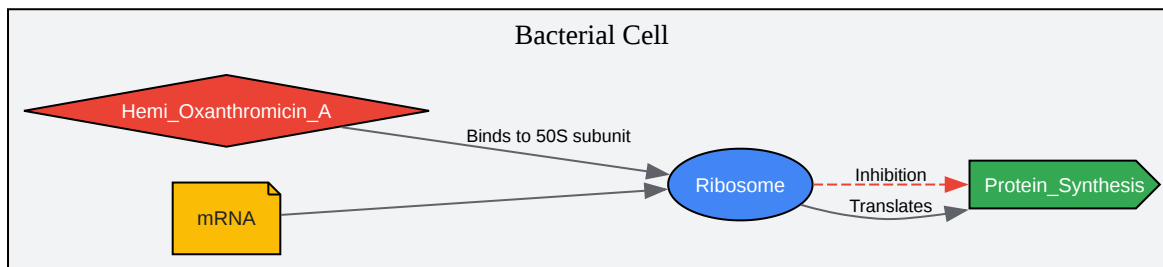 Bacterial Cell
Hemi_Oxanthromicin_A
Binds to 50S subunit
mRNA
Ribosome
Inhibition
Translates
Protein_Synthesis